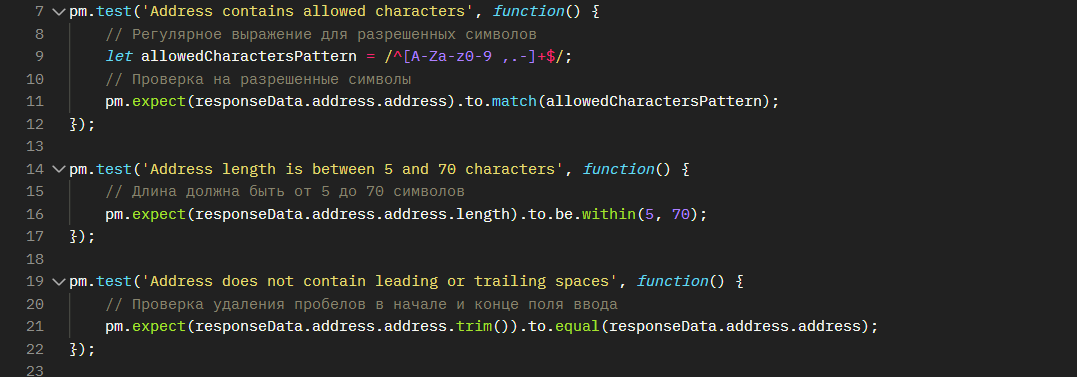 7 pm.test('Address contains allowed characters', function() {
8 // Регулярное выражение для разрешенных символов
9 let allowedCharactersPattern = /^[A-Za-z0-9 ,.-]+$/;
10 // Проверка на разрешенные символы
11 pm.expect(responseData.address.address).to.match(allowedCharactersPattern);
12 });
13
14 pm.test('Address length is between 5 and 70 characters', function() {
15 // Длина должна быть от 5 до 70 символов
16 pm.expect(responseData.address.address.length).to.be.within(5, 70);
17 });
18
19 pm.test('Address does not contain leading or trailing spaces', function() {
20 // Проверка удаления пробелов в начале и конце поля ввода
21 pm.expect(responseData.address.address.trim()).to.equal(responseData.address.address);
22 });
23